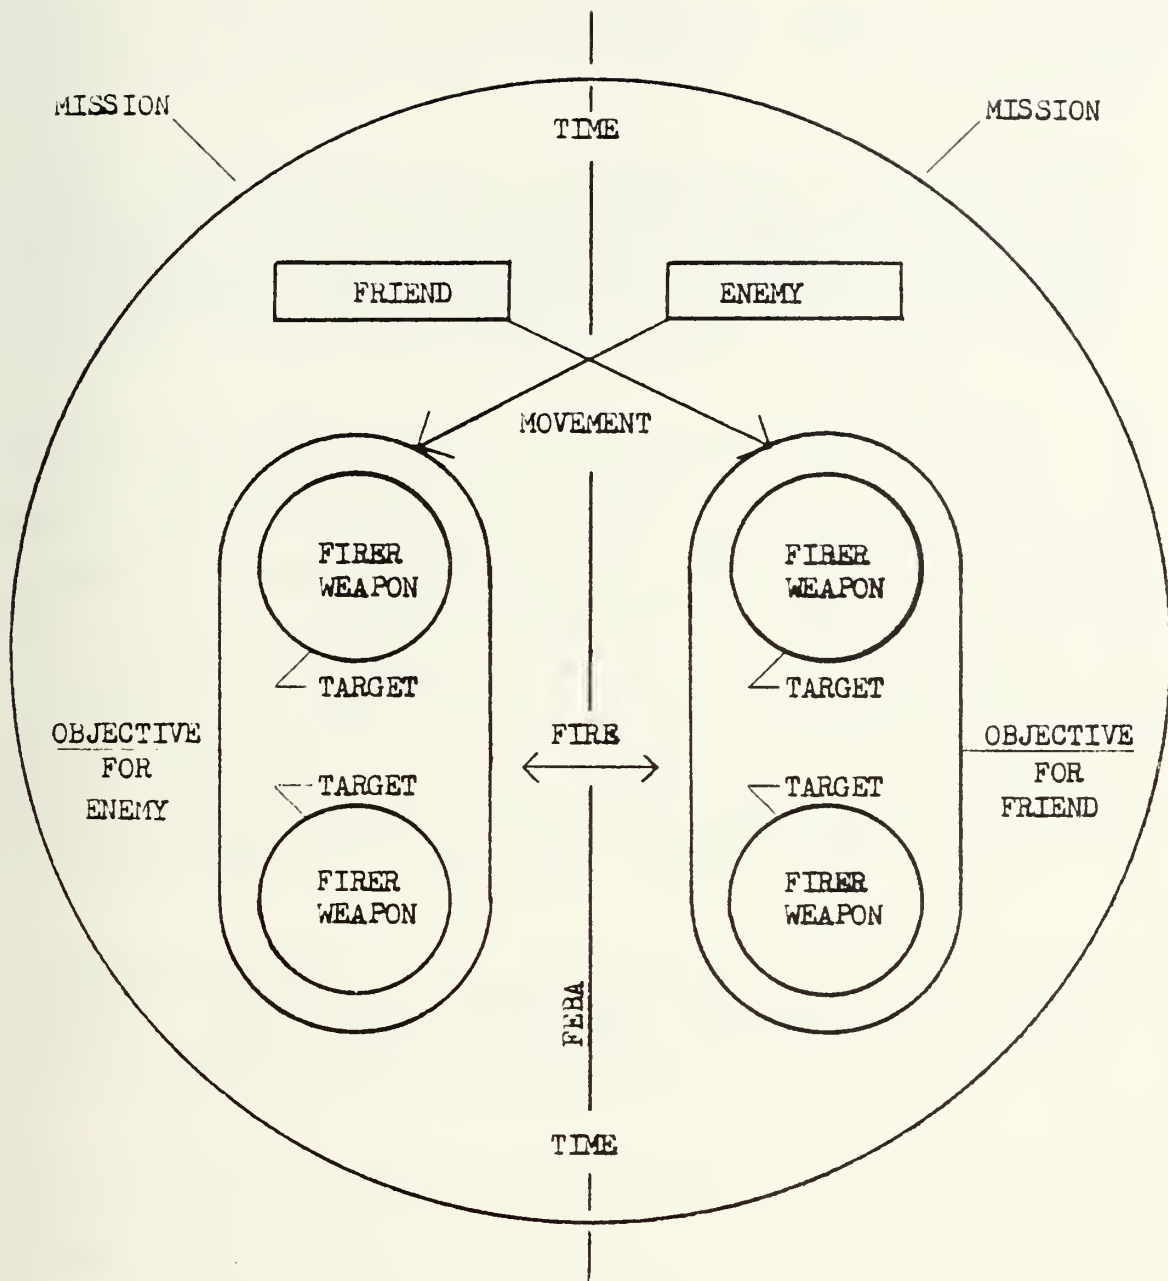 MISSION
MISSION
TIME
FRIEND
ENEMY
MOVEMENT
FIRER
WEAPON
FIRER
WEAPON
TARGET
TARGET
OBJECTIVE
FOR
ENEMY
FIRE
OBJECTIVE
FOR
FRIEND
TARGET
TARGET
FIRER
WEAPON
FIRER
WEAPON
FEBA
TIME